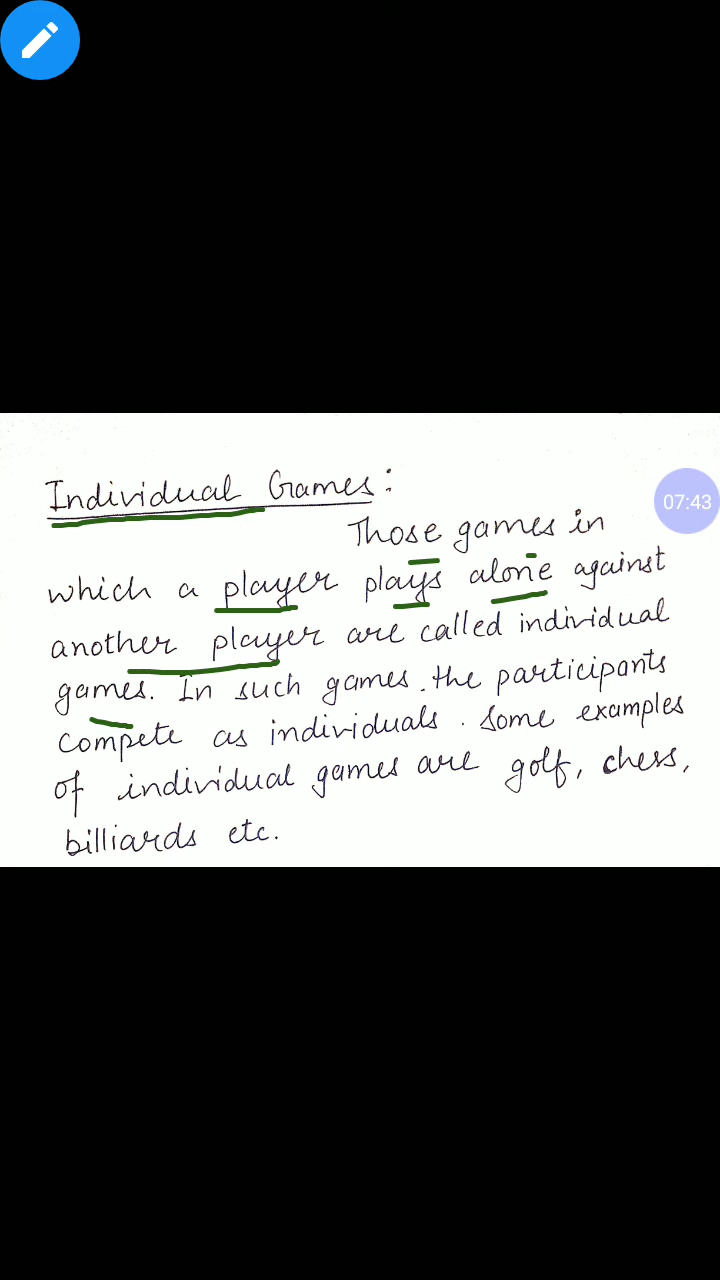 Individual Games:
07:43
Those games in
which a player plays alone against
another player are called individual
games. In such games. the participants
compete as individuals. Some examples
of individual games are golf, chess,
billiards etc.